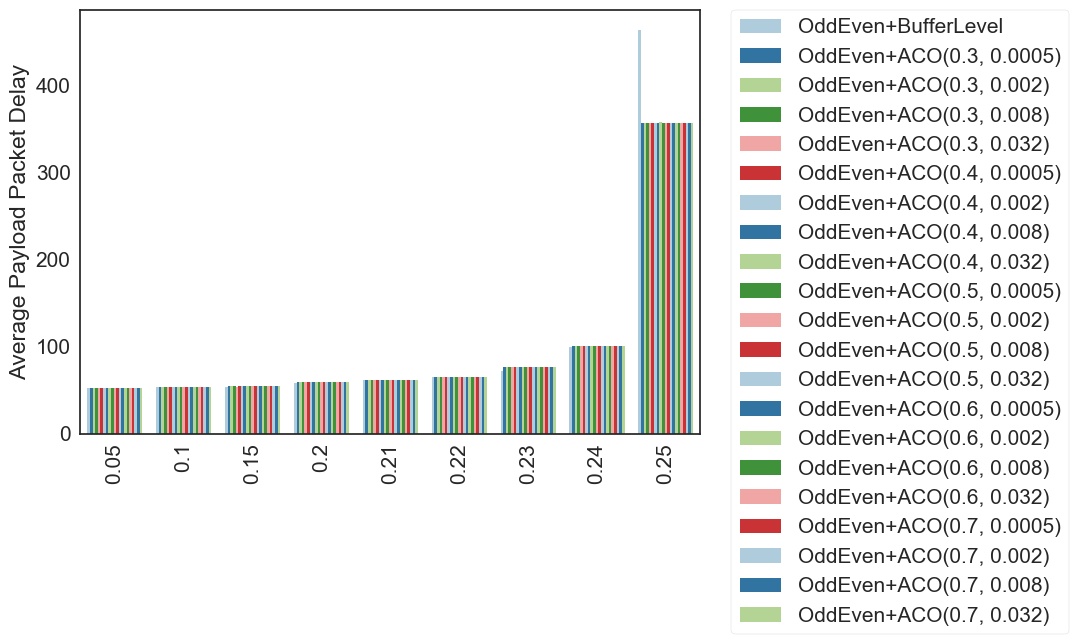 Average Payload Packet Delay
400
300
200
100
0
0.05
0.1
0.15
0.2
0.21
0.22
0.23
0.24
0.25
OddEven+BufferLevel
OddEven+ACO(0.3, 0.0005)
OddEven+ACO(0.3, 0.002)
OddEven+ACO(0.3, 0.008)
OddEven+ACO(0.3, 0.032)
OddEven+ACO(0.4, 0.0005)
OddEven+ACO(0.4, 0.002)
OddEven+ACO(0.4, 0.008)
OddEven+ACO(0.4, 0.032)
OddEven+ACO(0.5, 0.0005)
OddEven+ACO(0.5, 0.002)
OddEven+ACO(0.5, 0.008)
OddEven+ACO(0.5, 0.032)
OddEven+ACO(0.6, 0.0005)
OddEven+ACO(0.6, 0.002)
OddEven+ACO(0.6, 0.008)
OddEven+ACO(0.6, 0.032)
OddEven+ACO(0.7, 0.0005)
OddEven+ACO(0.7, 0.002)
OddEven+ACO(0.7, 0.008)
OddEven+ACO(0.7, 0.032)